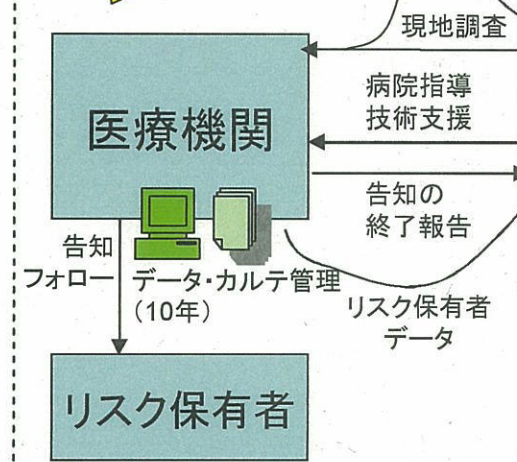 現地調査
医療機関
病院指導
技術支援
告知の
終了報告
告知
フォロー
データ・カルテ管理
(10年)
リスク保有者
データ
リスク保有者